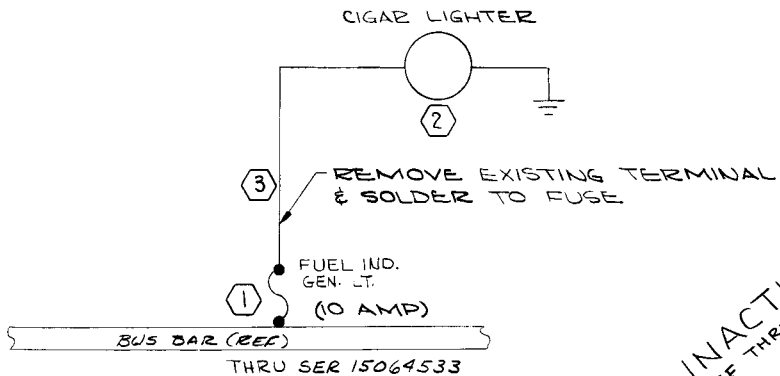 CIGAR LIGHTER
2
3
REMOVE EXISTING TERMINAL
& SOLDER TO FUSE
FUEL IND.
GEN. LT.
1
(10 AMP)
BUS BAR (REF)
THRU SER 15064533